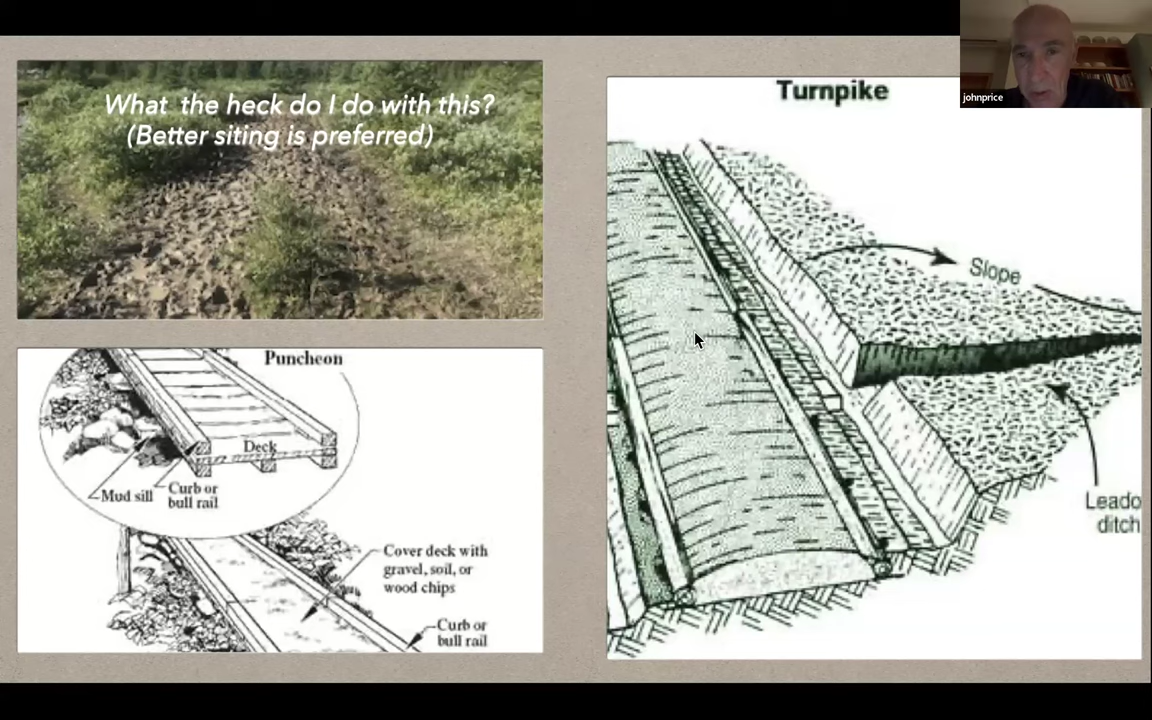 What the heck do I do with this?
(Better siting is preferred)
Puncheon
Deck
Mud sill
Curb or
bull rail
Cover deck with
gravel, soil, or
wood chips
Curb or
bull rail
Turnpike
Slope
Leado
ditch
johnprice